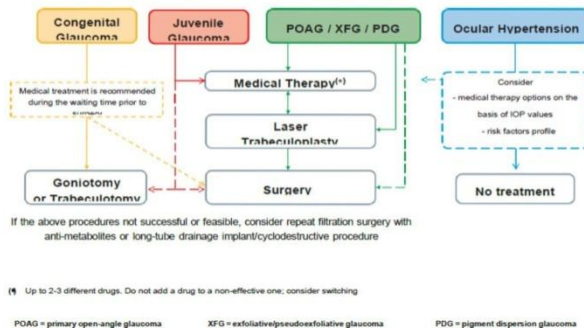 Congenital
Glaucoma
Juvenile
Glaucoma
POAG / XFG / PDG
Ocular Hypertension
Medical treatment is recommended
during the waiting time prior to
surgery
Medical Therapy(*)
Consider
- medical therapy options on the
basis of IOP values
- risk factors profile
Laser
Trabeculoplasty
Goniotomy
or Trabeculotomy
Surgery
No treatment
If the above procedures not successful or feasible, consider repeat filtration surgery with
anti-metabolites or long-tube drainage implant/cyclodestructive procedure
(*) Up to 2-3 different drugs. Do not add a drug to a non-effective one; consider switching
POAG = primary open-angle glaucoma
XFG = exfoliative/pseudoexfoliative glaucoma
PDG = pigment dispersion glaucoma